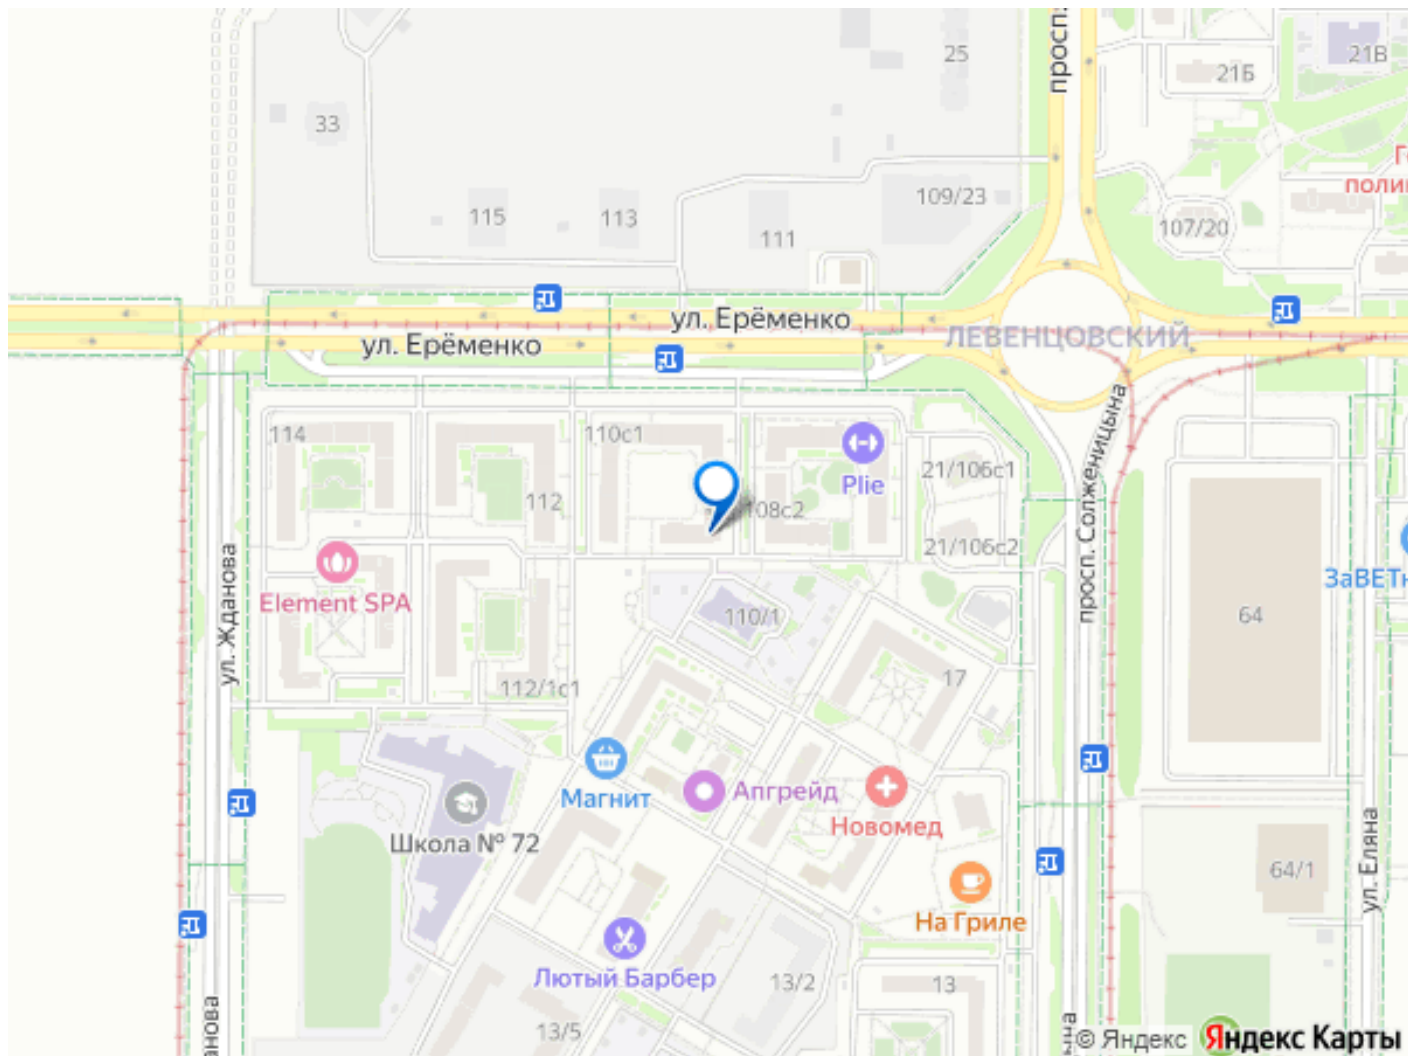 просп.
25
21Б
21В
33
109/23
115
113
111
107/20
ул. Ерёменко
ул. Ерёменко
ЛЕВЕНЦОВСКИЙ
114
110с1
112
108с2
Plie
21/106с1
21/106с2
просп. Солженицына
ул. Жданова
Element SPA
110/1
64
112/1с1
17
Магнит
Апгрейд
Новомед
Школа № 72
На Гриле
64/1
ул. Еляна
Лютый Барбер
13/2
13
13/5
© Яндекс
Яндекс Карты